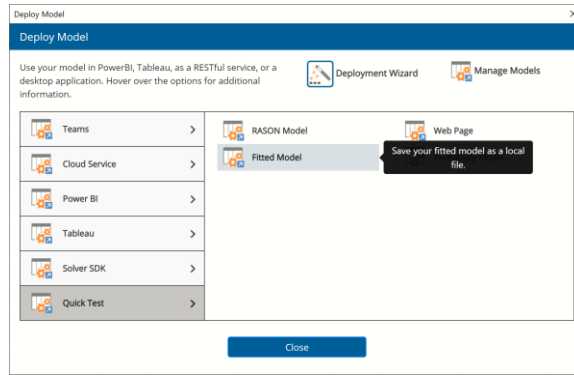 Deploy Model
Deploy Model
Use your model in PowerBI, Tableau, as a RESTful service, or a
desktop application. Hover over the options for additional
information.
Deployment Wizard
Manage Models
Teams
Cloud Service
Power BI
Tableau
Solver SDK
Quick Test
RASON Model
Web Page
Fitted Model
Save your fitted model as a local
file.
Close